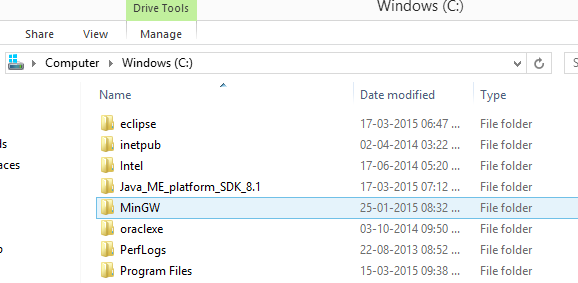 Drive Tools
Windows (C:)
Share View Manage
Computer Windows (C:)
Name Date modified Type
eclipse 17-03-2015 06:47 ... File folder
inetpub 02-04-2014 03:22 ... File folder
Intel 17-06-2014 05:20 ... File folder
Java_ME_platform_SDK_8.1 17-03-2015 07:12 ... File folder
MinGW 25-01-2015 08:32 ... File folder
oraclexe 03-10-2014 09:50 ... File folder
PerfLogs 22-08-2013 08:52 ... File folder
Program Files 15-03-2015 09:38 ... File folder